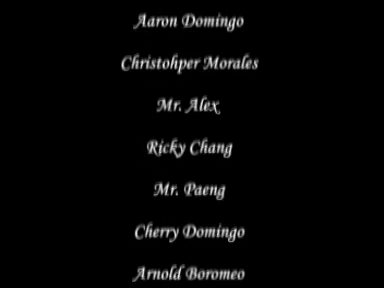 Aaron Domingo
Christohper Morales
Mr. Alex
Ricky Chang
Mr. Paeng
Cherry Domingo
Arnold Boromeo